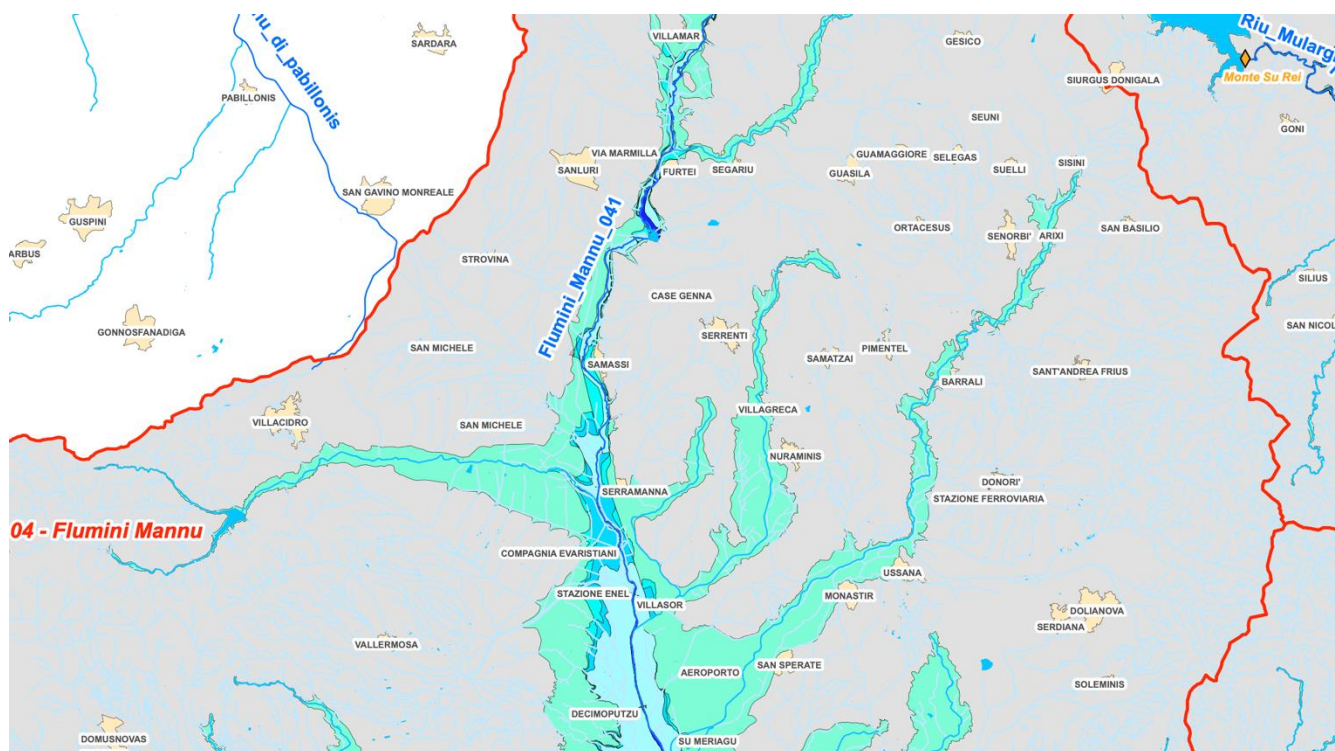 nu_di_pabillonis
SARDARA
VILLAMAR
GESICO
Riu_Mularg
Monte Su Rei
SIURGUS DONIGALA
PABILLONIS
SEUNI
GONI
VIA MARMILLA
GUAMAGGIORE
SELEGAS
SANLURI
FURTEI
SEGARIU
GUASILA
SUELLI
SISINI
SAN GAVINO MONREALE
GUSPINI
ORTACESUS
SENORBI'
ARIXI
SAN BASILIO
ARBUS
STROVINA
Flumini_Mannu_041
SILIUS
CASE GENNA
GONNOSFANADIGA
SERRENTI
SAN NICOL
SAN MICHELE
SAMASSI
SAMATZAI
PIMENTEL
SANT'ANDREA FRIUS
BARRALI
VILLACIDRO
SAN MICHELE
VILLAGRECA
NURAMINIS
SERRAMANNA
DONORI'
STAZIONE FERROVIARIA
04 - Flumini Mannu
COMPAGNIA EVARISTIANI
USSANA
STAZIONE ENEL
VILLASOR
MONASTIR
DOLIANOVA
SERDIANA
VALLERMOSA
AEROPORTO
SAN SPERATE
SOLEMINIS
DECIMOPUTZU
DOMUSNOVAS
SU MERIAGU